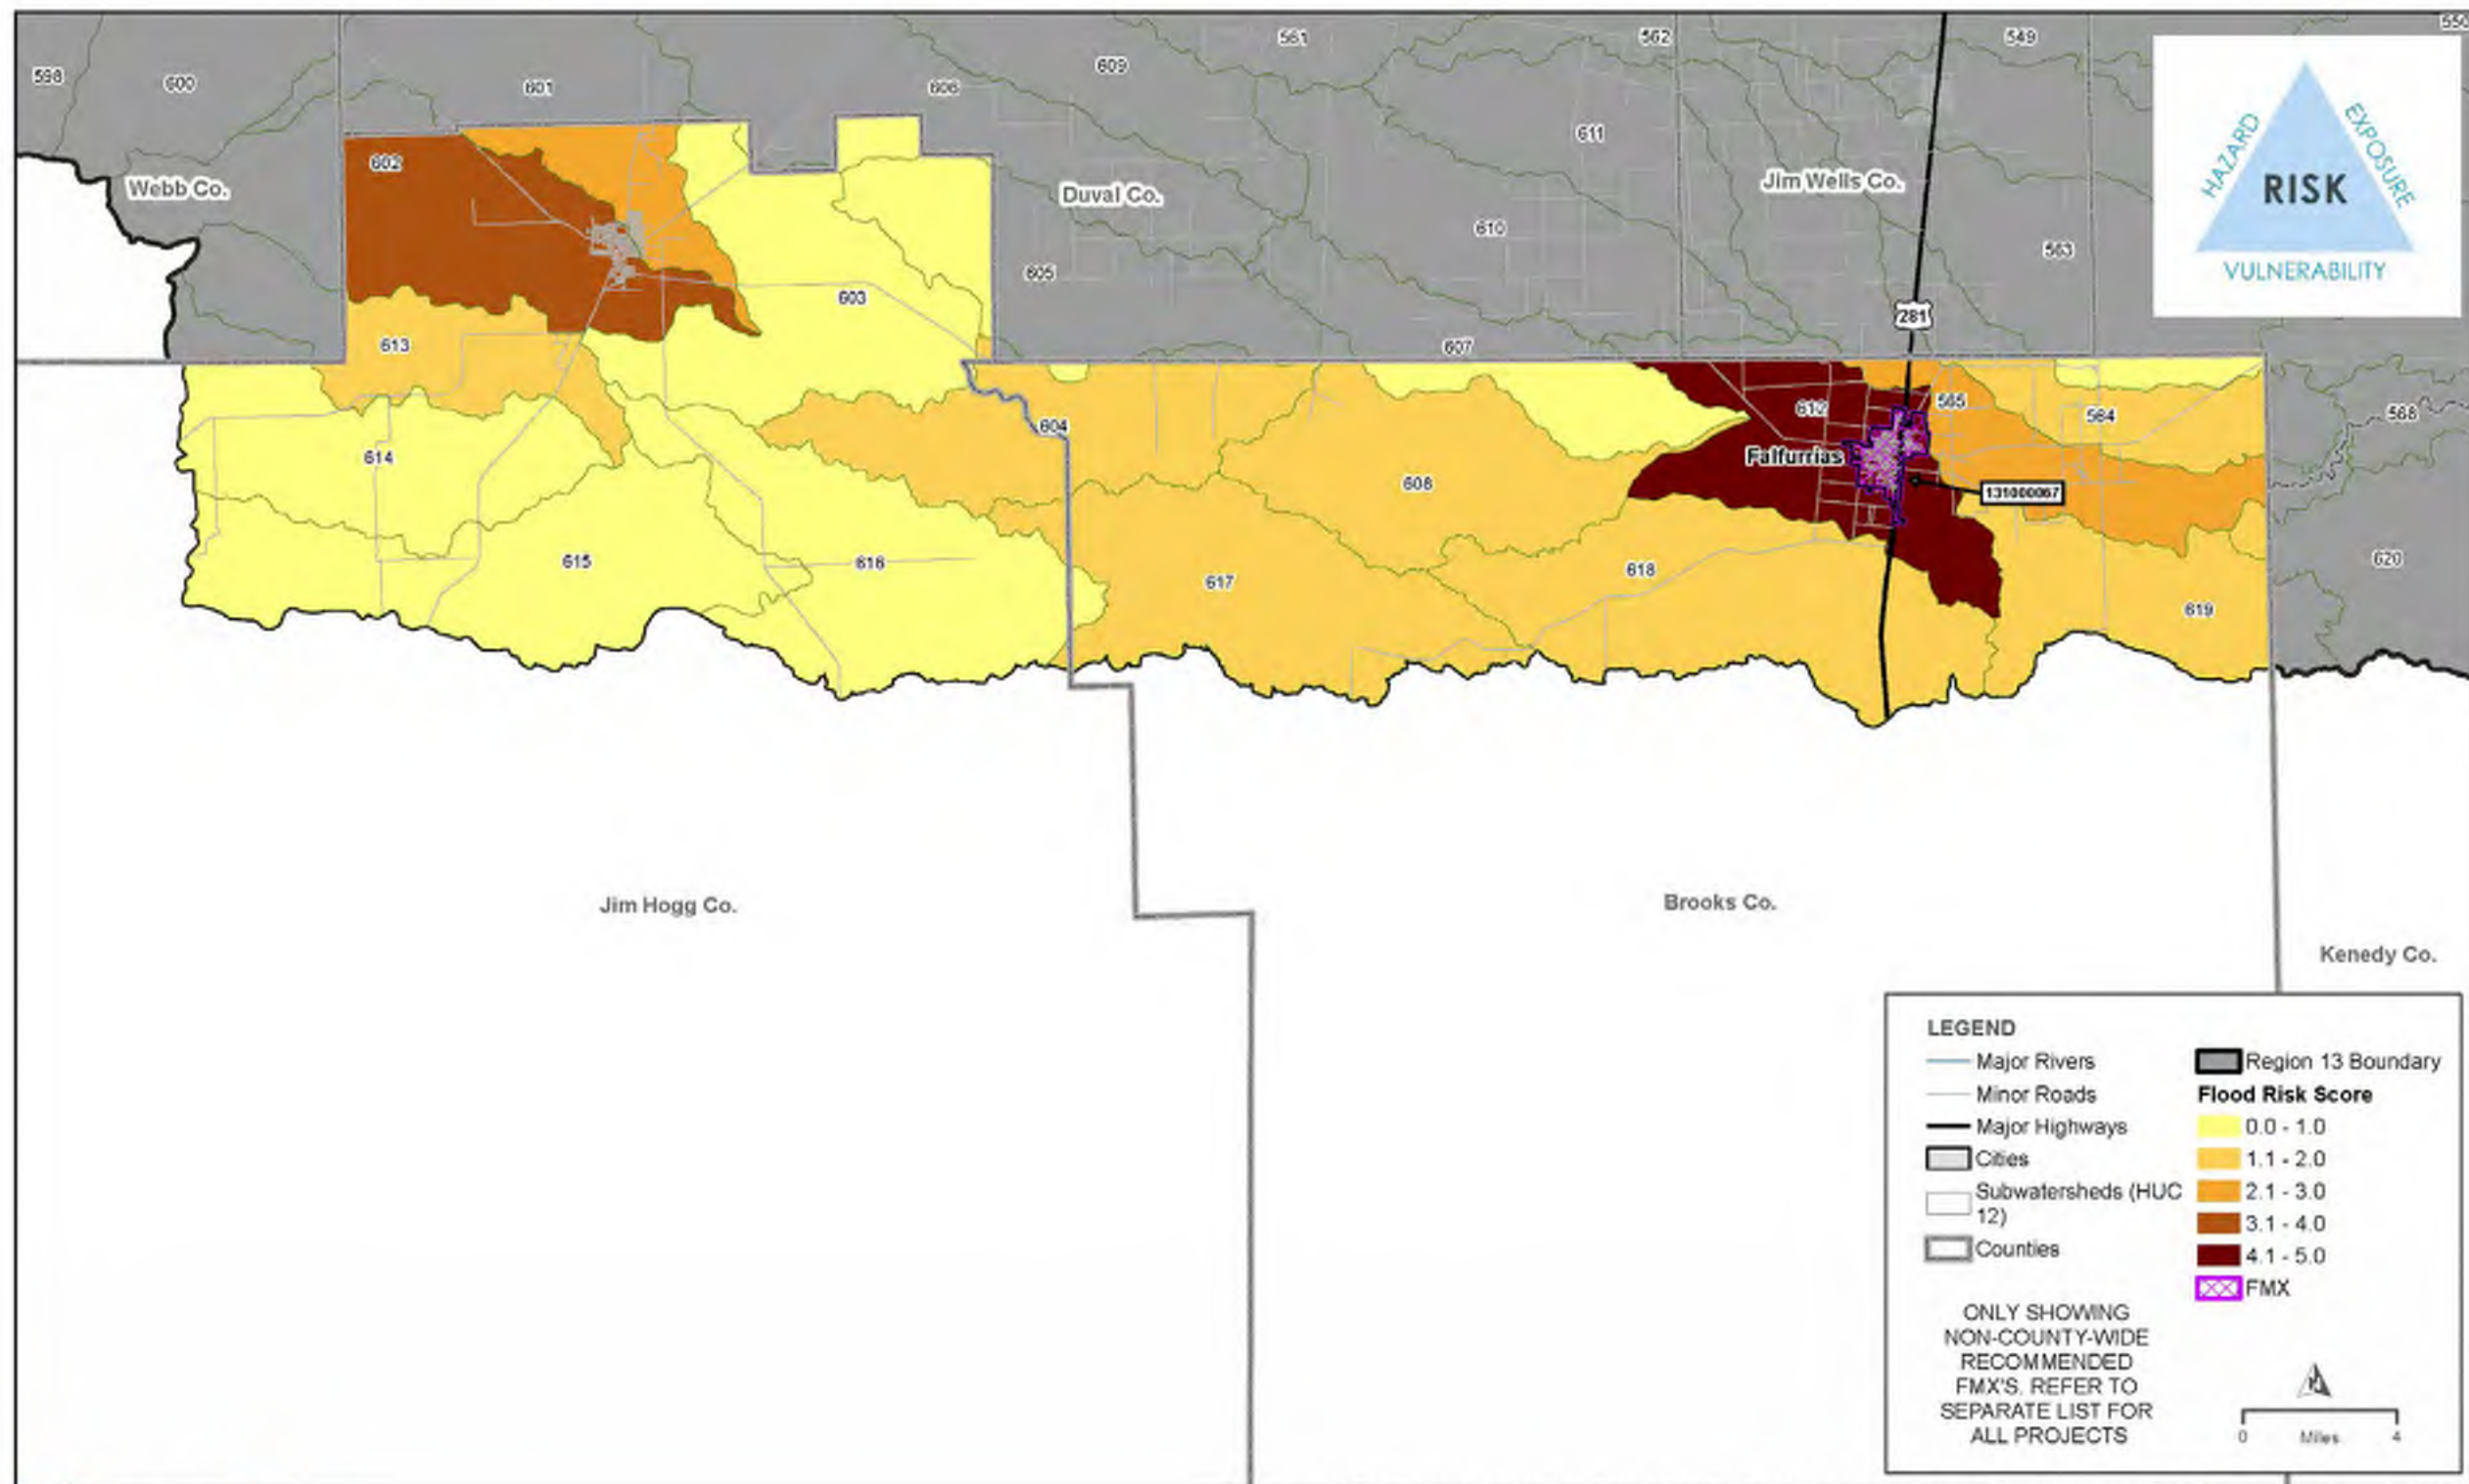 550
561
562
549
609
598
600
601
606
HAZARD
EXPOSURE
RISK
VULNERABILITY
611
602
Webb Co.
Duval Co.
Jim Wells Co.
610
563
605
603
281
613
607
612
565
564
568
604
Falfurrias
614
608
131000067
615
616
617
618
620
619
Jim Hogg Co.
Brooks Co.
Kenedy Co.
LEGEND
Major Rivers
Minor Roads
Major Highways
Cities
Subwatersheds (HUC
12)
Counties
Region 13 Boundary
Flood Risk Score
0.0 - 1.0
1.1 - 2.0
2.1 - 3.0
3.1 - 4.0
4.1 - 5.0
FMX
ONLY SHOWING
NON-COUNTY-WIDE
RECOMMENDED
FMX'S. REFER TO
SEPARATE LIST FOR
ALL PROJECTS
N
0 Miles 4